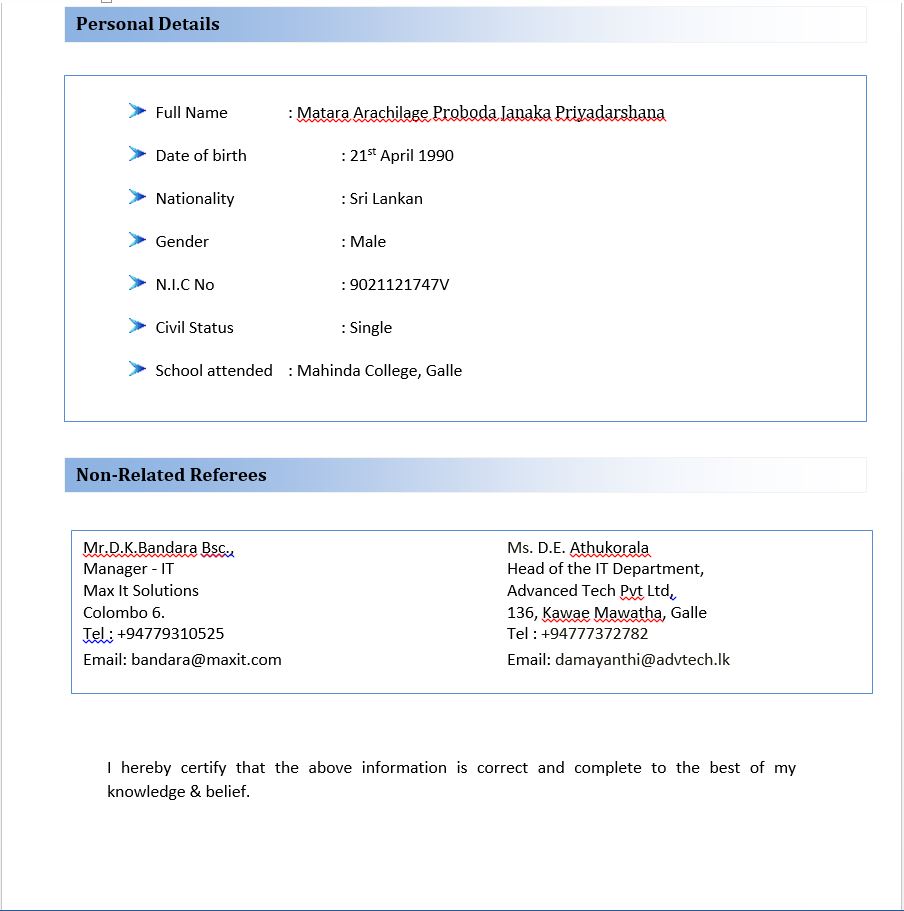 Personal Details
Full Name : Matara Arachilage Proboda Janaka Priyadarshana
Date of birth : 21st April 1990
Nationality : Sri Lankan
Gender : Male
N.I.C No : 9021121747V
Civil Status : Single
School attended : Mahinda College, Galle
Non-Related Referees
Mr.D.K.Bandara Bsc.,
Manager - IT
Max It Solutions
Colombo 6.
Tel : +94779310525
Email: bandara@maxit.com
Ms. D.E. Athukorala
Head of the IT Department,
Advanced Tech Pvt Ltd,
136, Kawae Mawatha, Galle
Tel : +94777372782
Email: damayanthi@advtech.lk
I hereby certify that the above information is correct and complete to the best of my
knowledge & belief.